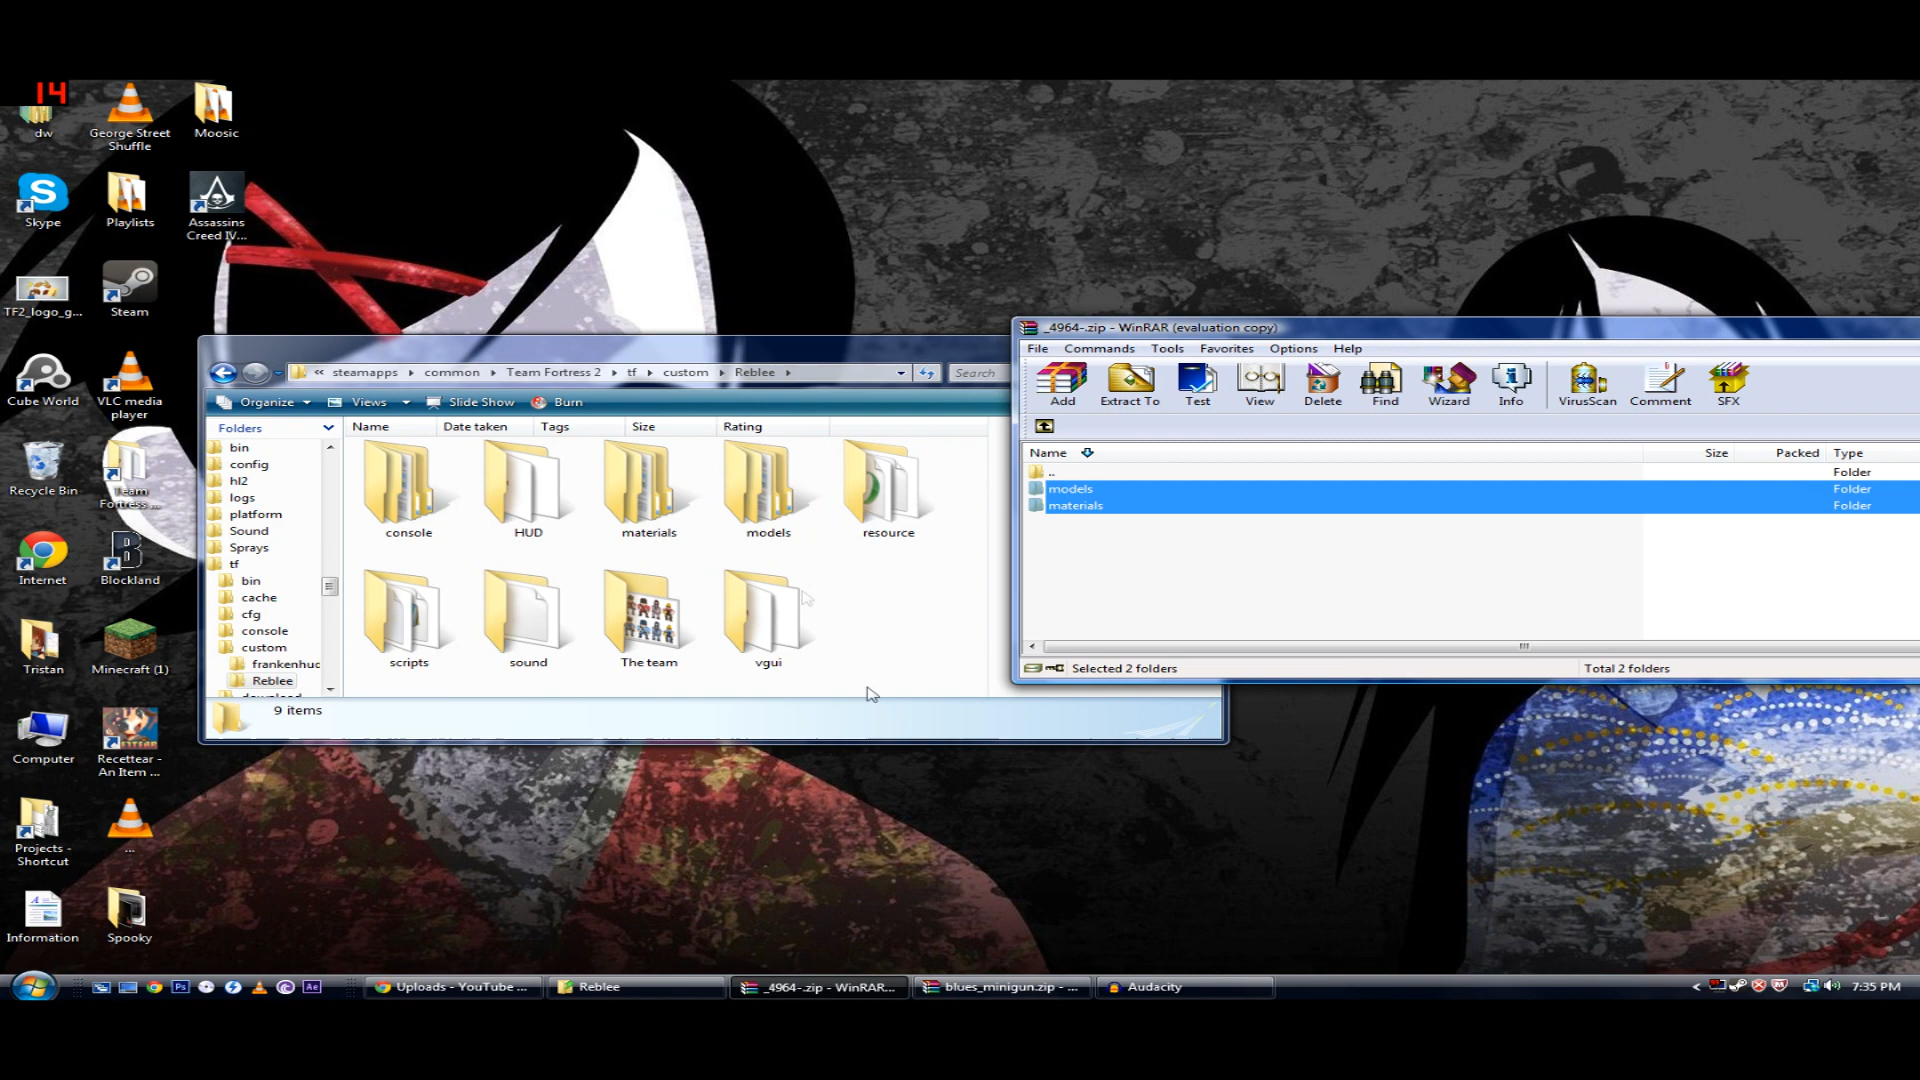 14
dw
George Street
Shuffle
Moosic
Skype
Playlists
Assassins
Creed IV...
TF2_logo_g...
Steam
Cube World
VLC media
player
Recycle Bin
Team
Fortress ...
Internet
Blockland
Tristan
Minecraft (1)
Computer
Recettear -
An Item ...
Projects -
Shortcut
...
Information
Spooky
« steamapps ▸ common ▸ Team Fortress 2 ▸ tf ▸ custom ▸ Reblee ▸
Search
Organize Views Slide Show Burn
Folders
Name Date taken Tags Size Rating
bin
config
hl2
logs
platform
Sound
Sprays
tf
bin
cache
cfg
console
custom
frankenhuc
Reblee
console HUD materials models resource
scripts sound The team vgui
9 items
_4964-.zip - WinRAR (evaluation copy)
File Commands Tools Favorites Options Help
Add Extract To Test View Delete Find Wizard Info VirusScan Comment SFX
Name Size Packed Type
.. Folder
models Folder
materials Folder
Selected 2 folders Total 2 folders
Ps Ae Uploads - YouTube ... Reblee _4964-.zip - WinRAR... blues_minigun.zip - ... Audacity 7:35 PM